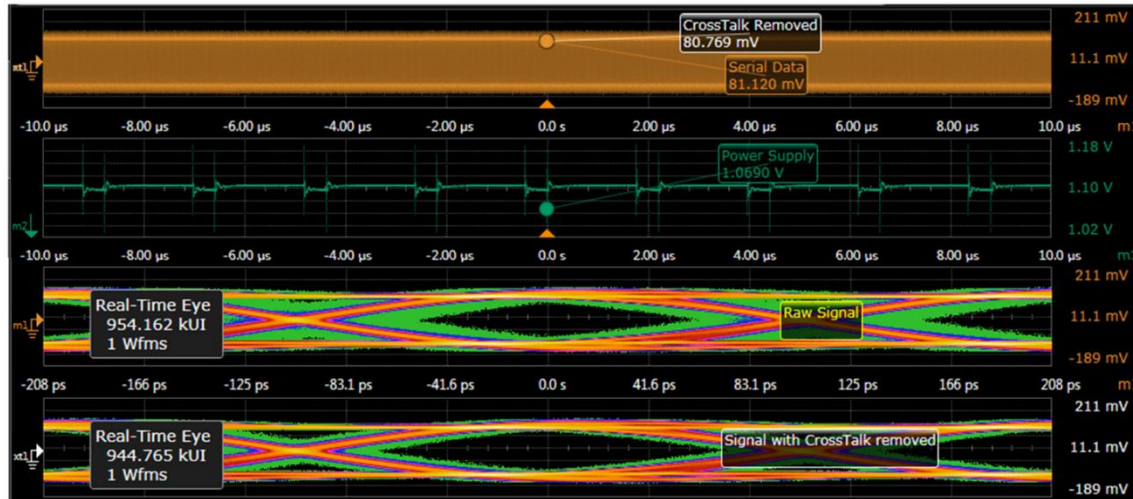 211 mV
CrossTalk Removed
80.769 mV
xt1
11.1 mV
Serial Data
81.120 mV
-189 mV
-10.0 µs -8.00 µs -6.00 µs -4.00 µs -2.00 µs 0.0 s 2.00 µs 4.00 µs 6.00 µs 8.00 µs 10.0 µs
1.18 V
Power Supply
1.0690 V
1.10 V
m2
1.02 V
-10.0 µs -8.00 µs -6.00 µs -4.00 µs -2.00 µs 0.0 s 2.00 µs 4.00 µs 6.00 µs 8.00 µs 10.0 µs
211 mV
Real-Time Eye
954.162 kUI
1 Wfms
m1
Raw Signal
11.1 mV
-189 mV
-208 ps -166 ps -125 ps -83.1 ps -41.6 ps 0.0 s 41.6 ps 83.1 ps 125 ps 166 ps 208 ps
211 mV
Real-Time Eye
944.765 kUI
1 Wfms
xt1
Signal with CrossTalk removed
11.1 mV
-189 mV